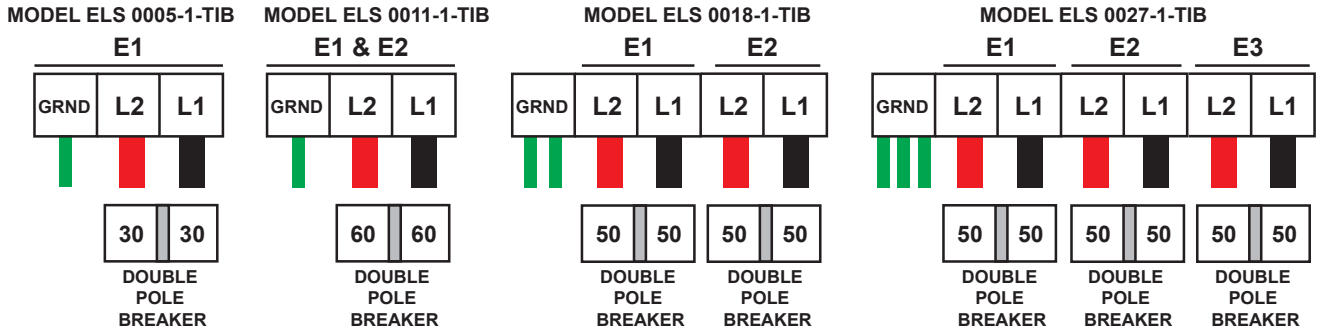 MODEL ELS 0005-1-TIB
E1
GRND L2 L1
30 30
DOUBLE
POLE
BREAKER
MODEL ELS 0011-1-TIB
E1 & E2
GRND L2 L1
60 60
DOUBLE
POLE
BREAKER
MODEL ELS 0018-1-TIB
E1 E2
GRND L2 L1 L2 L1
50 50 50 50
DOUBLE DOUBLE
POLE POLE
BREAKER BREAKER
MODEL ELS 0027-1-TIB
E1 E2 E3
GRND L2 L1 L2 L1 L2 L1
50 50 50 50 50 50
DOUBLE DOUBLE DOUBLE
POLE POLE POLE
BREAKER BREAKER BREAKER